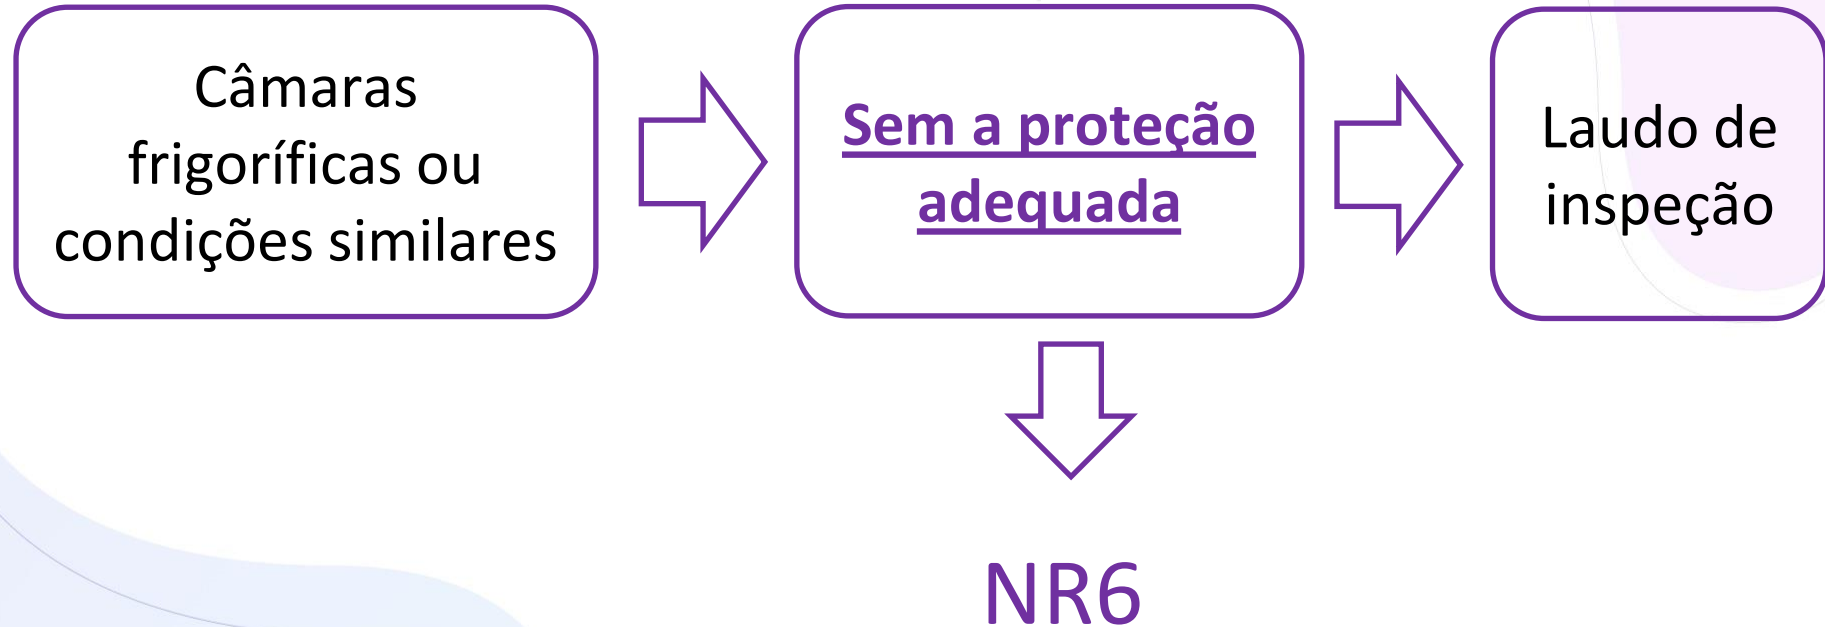 Câmaras
frigoríficas ou
condições similares
Sem a proteção
adequada
Laudo de
inspeção
NR6